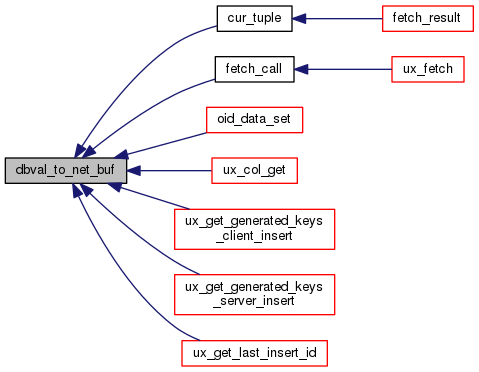 cur_tuple
fetch_result
fetch_call
ux_fetch
oid_data_set
dbval_to_net_buf
ux_col_get
ux_get_generated_keys
_client_insert
ux_get_generated_keys
_server_insert
ux_get_last_insert_id